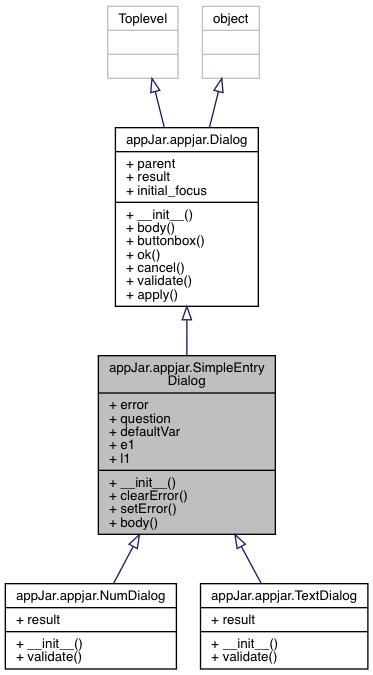 Toplevel
object
appJar.appjar.Dialog
+ parent
+ result
+ initial_focus
+ __init__()
+ body()
+ buttonbox()
+ ok()
+ cancel()
+ validate()
+ apply()
appJar.appjar.SimpleEntry
Dialog
+ error
+ question
+ defaultVar
+ e1
+ l1
+ __init__()
+ clearError()
+ setError()
+ body()
appJar.appjar.NumDialog
+ result
+ __init__()
+ validate()
appJar.appjar.TextDialog
+ result
+ __init__()
+ validate()